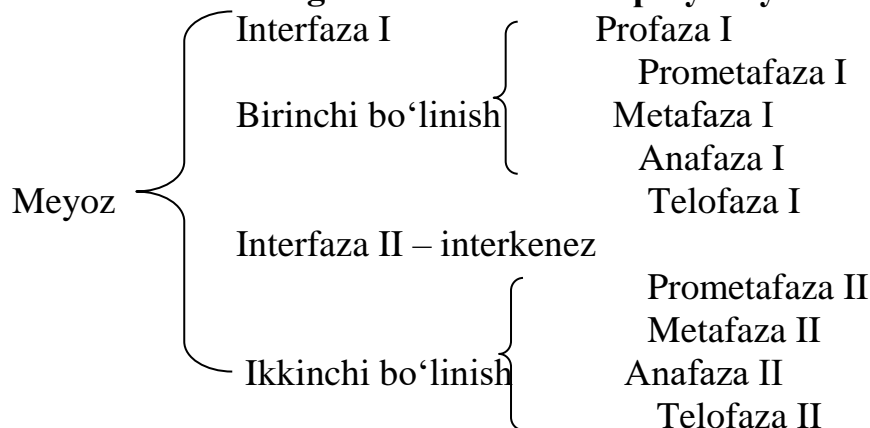 Interfaza I Profaza I
Prometafaza I
Birinchi bo‘linish Metafaza I
Anafaza I
Meyoz Telofaza I
Interfaza II – interkenez
Prometafaza II
Metafaza II
Ikkinchi bo‘linish Anafaza II
Telofaza II